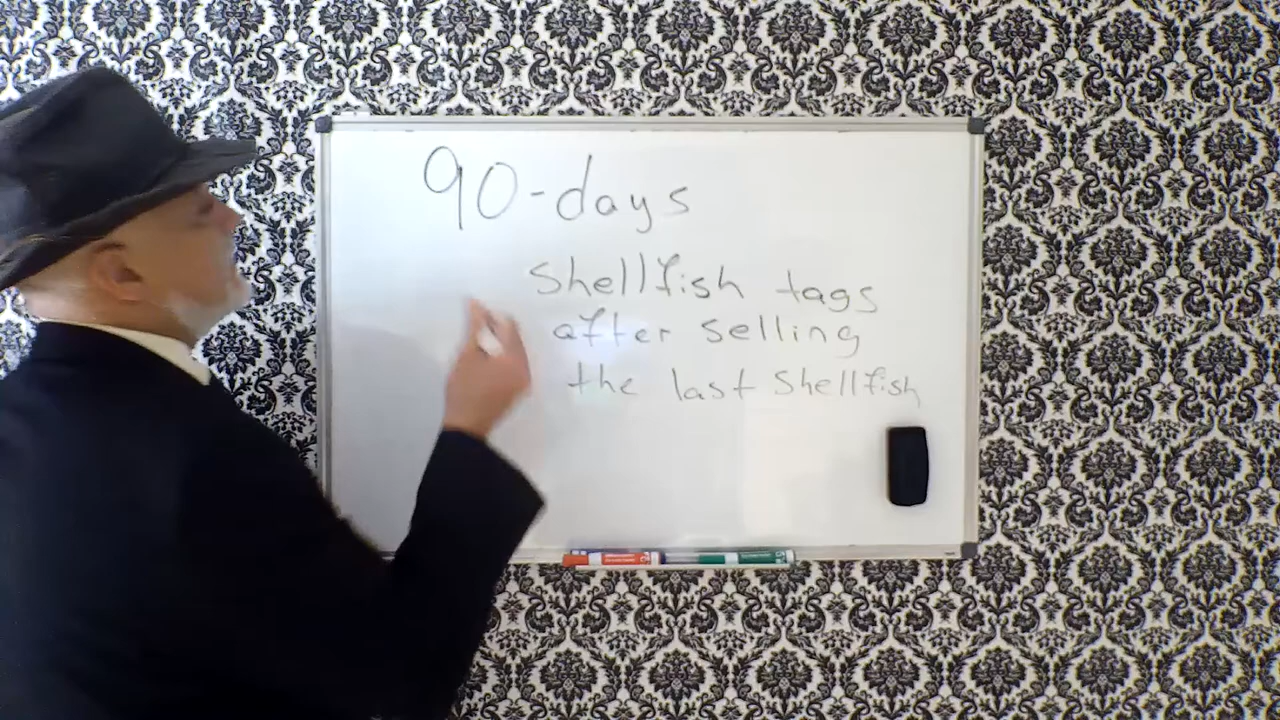 90-days
Shellfish tags
after selling
the last Shellfish